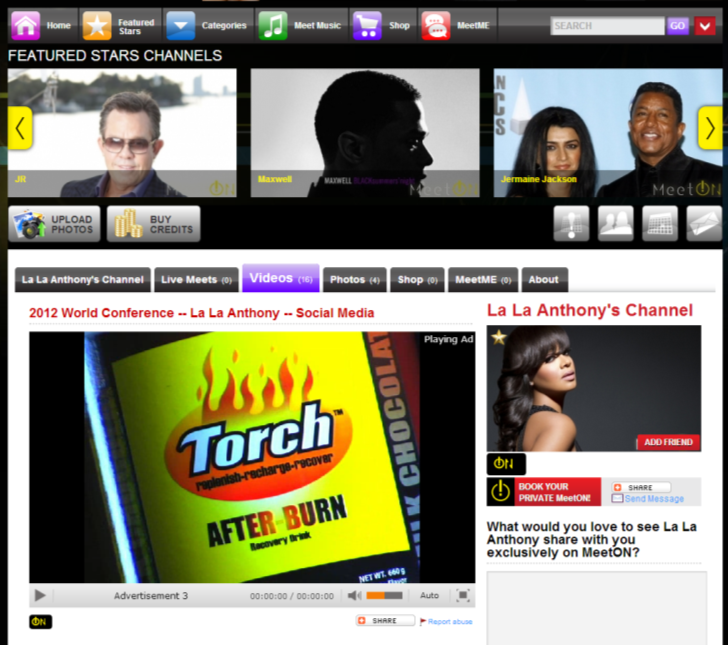 Home
Featured
Stars
Categories
Meet Music
Shop
MeetME
SEARCH
GO
FEATURED STARS CHANNELS
JR
ON
Maxwell
MAXWELL
MeetON
N
C
S
Jermaine Jackson
MeetON
UPLOAD
PHOTOS
BUY
CREDITS
La La Anthony's Channel
Live Meets (0)
Videos (16)
Photos (4)
Shop (0)
MeetME (0)
About
2012 World Conference -- La La Anthony -- Social Media
Playing Ad
Torch™
replenish-recharge-recover
AFTER-BURN
Recovery Drink
NET WT.
Flavor
Advertisement 3
00:00:00 / 00:00:00
Auto
ON
SHARE
Report abuse
La La Anthony's Channel
ADD FRIEND
ON
BOOK YOUR
PRIVATE MeetON!
SHARE
Send Message
What would you love to see La La
Anthony share with you
exclusively on MeetON?